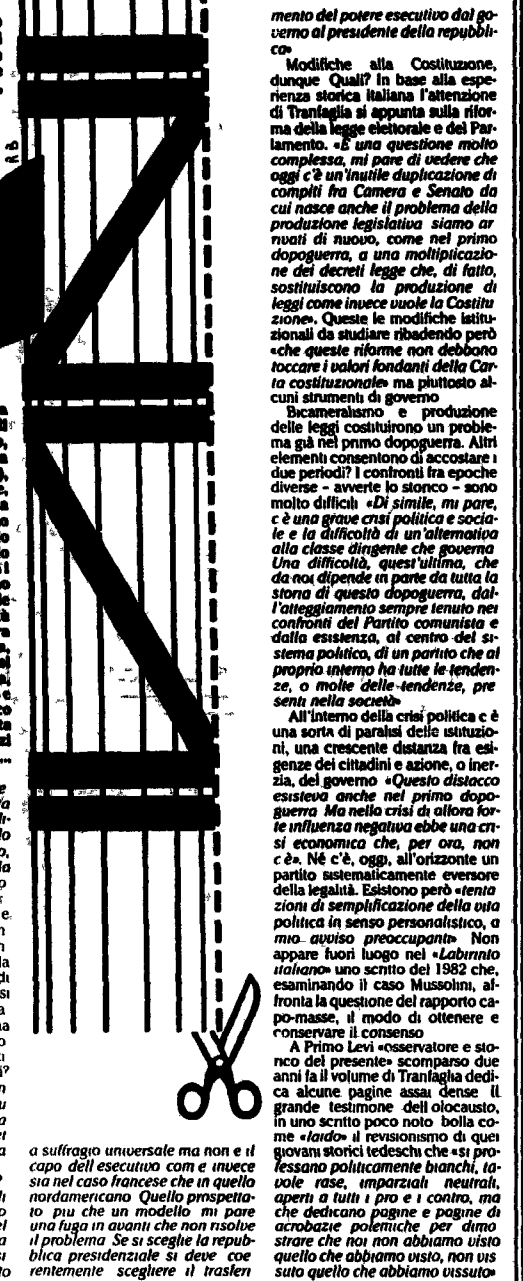 a suffragio universale ma non è il
capo dell esecutivo com è invece
sia nel caso francese che in quello
nordamericano Quello prospetta-
to più che un modello mi pare
una fuga in avanti che non risolve
il problema Se si sceglie la repub-
blica presidenziale si deve coe
rentemente scegliere il trasferi
mento del potere esecutivo dal go-
verno al presidente della repubbli-
ca»
Modifiche alla Costituzione,
dunque Quali? In base alla espe-
rienza storica italiana l'attenzione
di Tranfaglia si appunta sulla rifor-
ma della legge elettorale e del Par-
lamento. «È una questione molto
complessa, mi pare di vedere che
oggi c'è un'inutile duplicazione di
compiti fra Camera e Senato da
cui nasce anche il problema della
produzione legislativa siamo ar
rivati di nuovo, come nel primo
dopoguerra, a una moltiplicazio-
ne dei decreti legge che, di fatto,
sostituiscono la produzione di
leggi come invece vuole la Costitu
zione». Queste le modifiche istitu-
zionali da studiare ribadendo però
«che queste riforme non debbono
toccare i valori fondanti della Car-
ta costituzionale» ma piuttosto al-
cuni strumenti di governo
Bicameralismo e produzione
delle leggi costituirono un proble-
ma già nel primo dopoguerra. Altri
elementi consentono di accostare i
due periodi? I confronti fra epoche
diverse - avverte lo storico - sono
molto difficili «Di simile, mi pare,
c è una grave crisi politica e socia-
le e la difficoltà di un'alternativa
alla classe dirigente che governa
Una difficoltà, quest'ultima, che
da noi dipende in parte da tutta la
storia di questo dopoguerra, dal-
l'atteggiamento sempre tenuto nei
confronti del Partito comunista e
dalla esistenza, al centro del si-
stema politico, di un partito che al
proprio interno ha tutte le tenden-
ze, o molte delle tendenze, pre
senti nella società»
All'interno della crisi politica c è
una sorta di paralisi delle istituzio-
ni, una crescente distanza fra esi-
genze dei cittadini e azione, o iner-
zia, del governo «Questo distacco
esisteva anche nel primo dopo-
guerra Ma nella crisi di allora for-
te influenza negativa ebbe una cri-
si economica che, per ora, non
c è». Né c'è, oggi, all'orizzonte un
partito sistematicamente eversore
della legalità. Esistono però «tenta
zioni di semplificazione della vita
politica in senso personalistico, a
mio avviso preoccupanti» Non
appare fuori luogo nel «Labirinto
italiano» uno scritto del 1982 che,
esaminando il caso Mussolini, af-
fronta la questione del rapporto ca-
po-masse, il modo di ottenere e
conservare il consenso
A Primo Levi «osservatore e sto-
rico del presente» scomparso due
anni fa il volume di Tranfaglia dedi-
ca alcune pagine assai dense Il
grande testimone dell olocausto,
in uno scritto poco noto bolla co-
me «tardo» il revisionismo di quei
giovani storici tedeschi che «si pro-
fessano politicamente bianchi, ta-
vole rase, imparziali neutrali,
aperti a tutti i pro e i contro, ma
che dedicano pagine e pagine di
acrobazie polemiche per dimo
strare che noi non abbiamo visto
quello che abbiamo visto, non vis
suto quello che abbiamo vissuto»